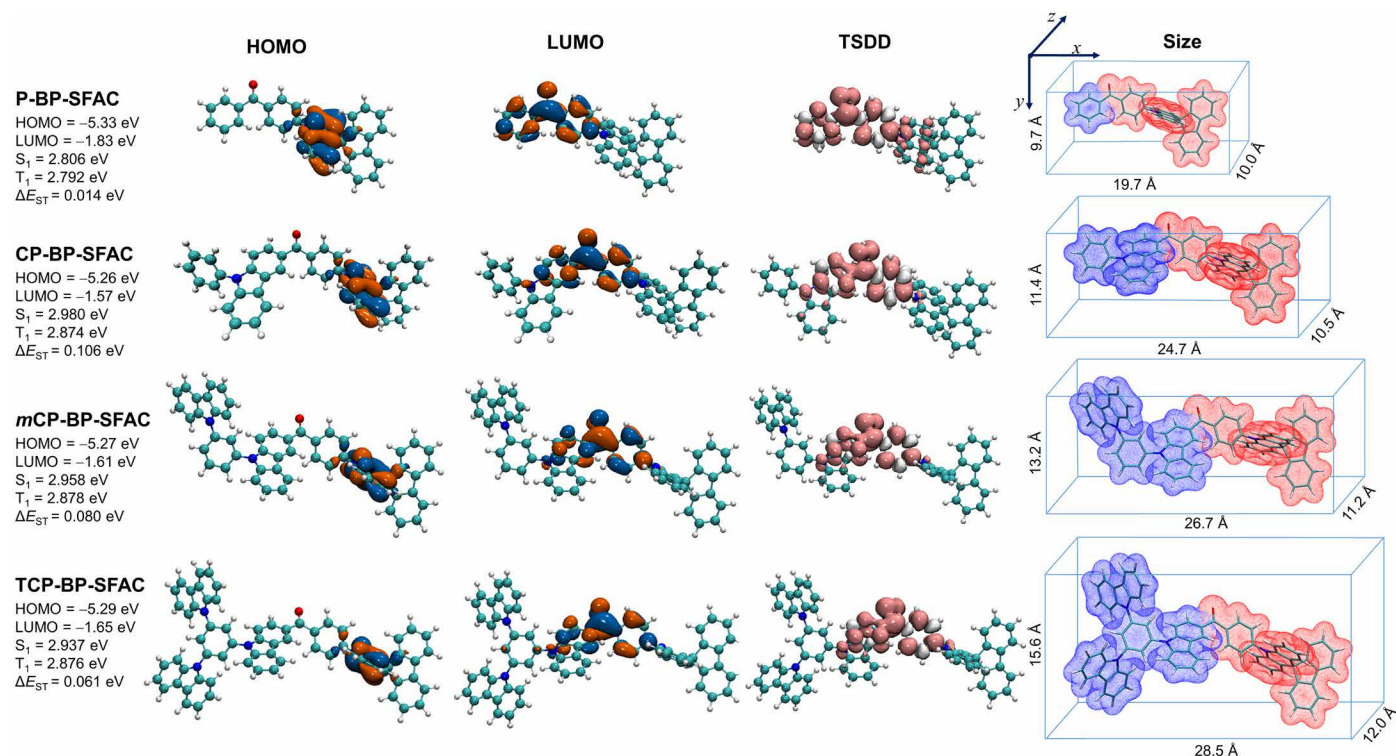 HOMO
LUMO
TSDD
Size
z
x
y
P-BP-SFAC
HOMO = −5.33 eV
LUMO = −1.83 eV
S₁ = 2.806 eV
T₁ = 2.792 eV
ΔE_ST = 0.014 eV
9.7 Å
19.7 Å
10.0 Å
CP-BP-SFAC
HOMO = −5.26 eV
LUMO = −1.57 eV
S₁ = 2.980 eV
T₁ = 2.874 eV
ΔE_ST = 0.106 eV
11.4 Å
24.7 Å
10.5 Å
mCP-BP-SFAC
HOMO = −5.27 eV
LUMO = −1.61 eV
S₁ = 2.958 eV
T₁ = 2.878 eV
ΔE_ST = 0.080 eV
13.2 Å
26.7 Å
11.2 Å
TCP-BP-SFAC
HOMO = −5.29 eV
LUMO = −1.65 eV
S₁ = 2.937 eV
T₁ = 2.876 eV
ΔE_ST = 0.061 eV
15.6 Å
28.5 Å
12.0 Å